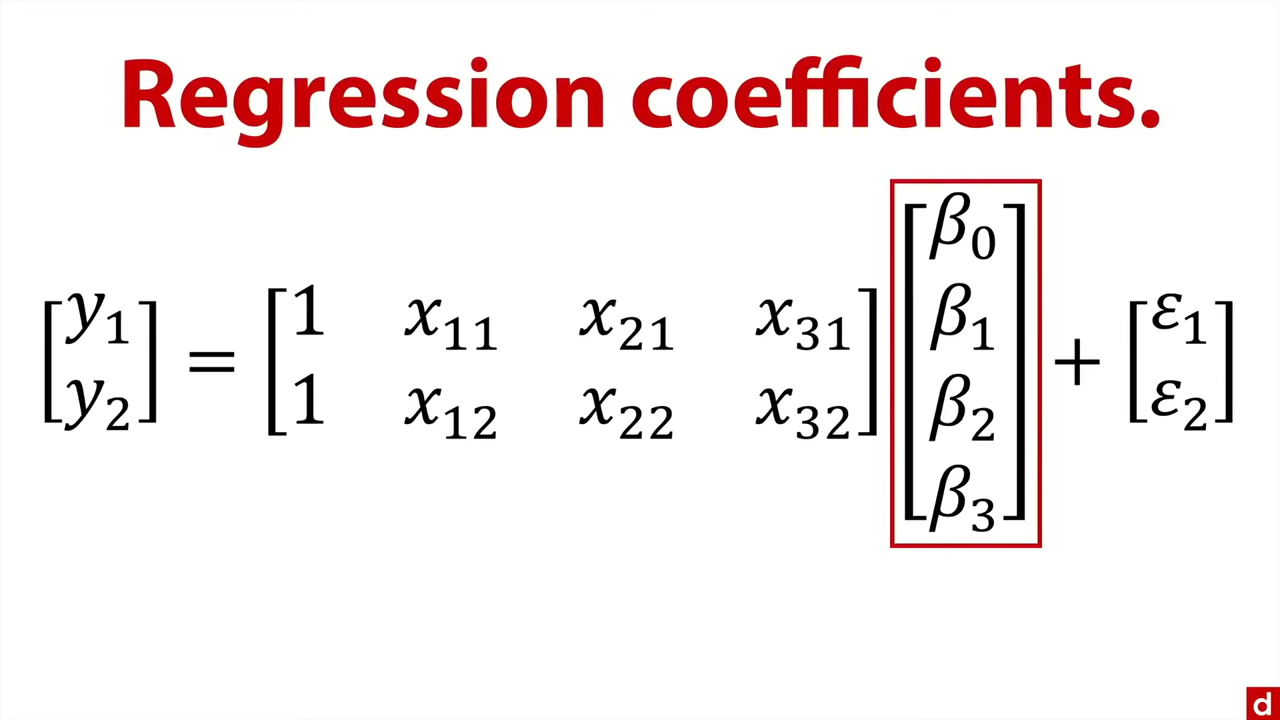 Regression coefficients.
[y₁ y₂] = [1 x₁₁ x₂₁ x₃₁; 1 x₁₂ x₂₂ x₃₂] [β₀ β₁ β₂ β₃] + [ε₁ ε₂]
d